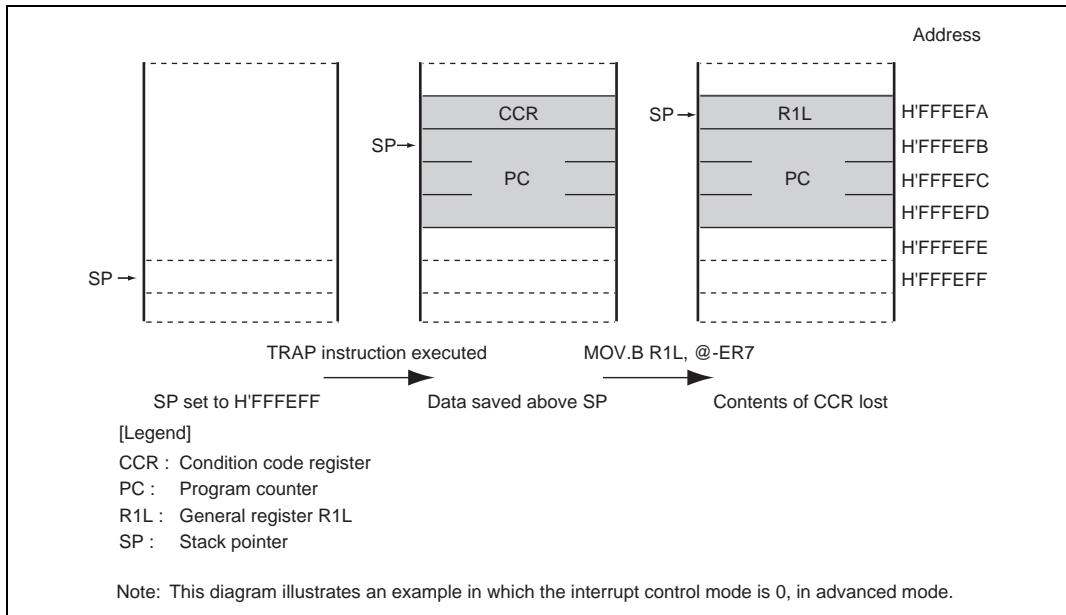 Address
CCR
SP
R1L
H'FFFEFA
SP
H'FFFEFB
PC
PC
H'FFFEFC
H'FFFEFD
H'FFFEFE
SP
H'FFFEFF
TRAP instruction executed
MOV.B R1L, @-ER7
SP set to H'FFFEFF
Data saved above SP
Contents of CCR lost
[Legend]
CCR : Condition code register
PC : Program counter
R1L : General register R1L
SP : Stack pointer
Note: This diagram illustrates an example in which the interrupt control mode is 0, in advanced mode.